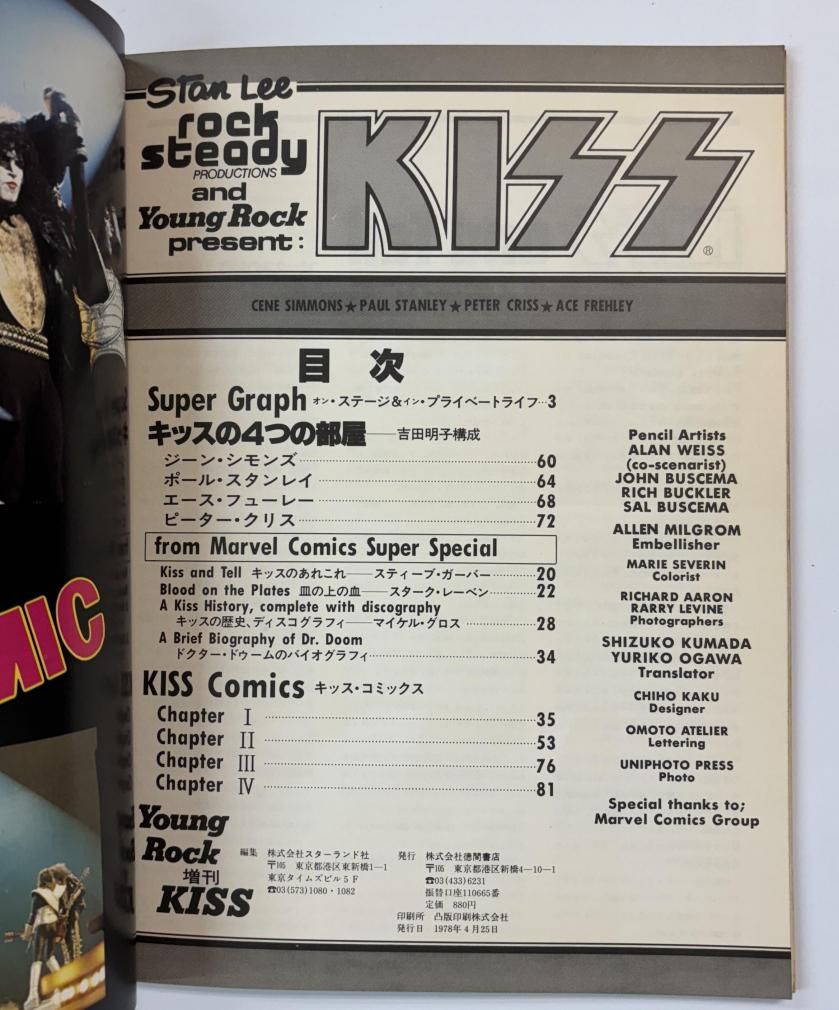 Stan Lee
rock
steady
PRODUCTIONS
and
Young Rock
present:
KISS
®
CENE SIMMONS★PAUL STANLEY★PETER CRISS★ACE FREHLEY
目次
Super Graph オン・ステージ&イン・プライベートライフ…3
キッスの4つの部屋——吉田明子構成
ジーン・シモンズ……60
ポール・スタンレイ……64
エース・フューレー……68
ピーター・クリス……72
from Marvel Comics Super Special
Kiss and Tell キッスのあれこれ——スティーブ・ガーバー……20
Blood on the Plates 皿の上の血——スターク・レーベン……22
A Kiss History, complete with discography
キッスの歴史、ディスコグラフィ——マイケル・グロス……28
A Brief Biography of Dr. Doom
ドクター・ドゥームのバイオグラフィ……34
KISS Comics キッス・コミックス
Chapter I……35
Chapter II……53
Chapter III……76
Chapter IV……81
Pencil Artists
ALAN WEISS
(co-scenarist)
JOHN BUSCEMA
RICH BUCKLER
SAL BUSCEMA
ALLEN MILGROM
Embellisher
MARIE SEVERIN
Colorist
RICHARD AARON
RARRY LEVINE
Photographers
SHIZUKO KUMADA
YURIKO OGAWA
Translator
CHIHO KAKU
Designer
OMOTO ATELIER
Lettering
UNIPHOTO PRESS
Photo
Special thanks to;
Marvel Comics Group
Young
Rock
増刊
KISS
編集 株式会社スターランド社
〒105 東京都港区東新橋1—1
東京タイムズビル5F
☎03(573)1080・1082
発行 株式会社徳間書店
〒105 東京都港区新橋4—10—1
☎03(433)6231
振替口座110665番
定価 880円
印刷所 凸版印刷株式会社
発行日 1978年4月25日
MIC